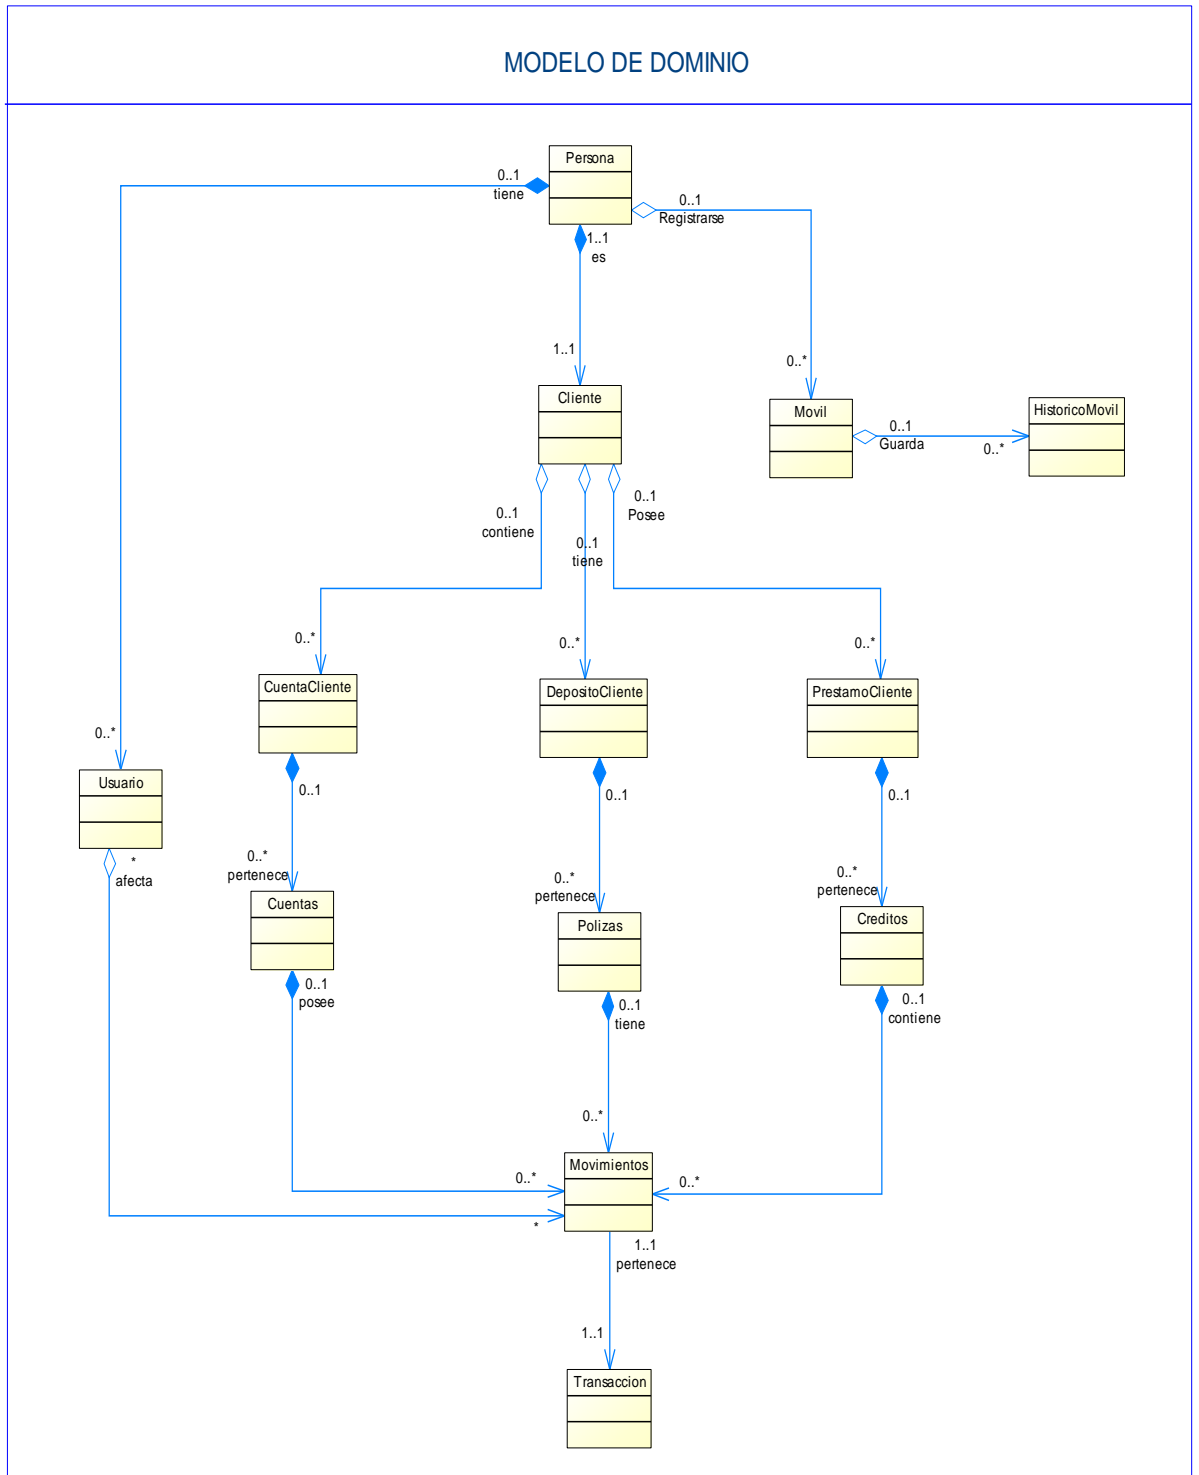 MODELO DE DOMINIO
Persona
0..1
tiene
0..1
Registrarse
1..1
es
1..1
0..*
Cliente
Movil
HistoricoMovil
0..1
Guarda
0..*
0..1
contiene
0..1
tiene
0..1
Posee
0..*
0..*
0..*
CuentaCliente
DepositoCliente
PrestamoCliente
0..*
Usuario
0..1
0..1
0..1
*
afecta
0..*
pertenece
0..*
pertenece
0..*
pertenece
Cuentas
Polizas
Creditos
0..1
posee
0..1
tiene
0..1
contiene
0..*
Movimientos
0..*
0..*
*
1..1
pertenece
1..1
Transaccion